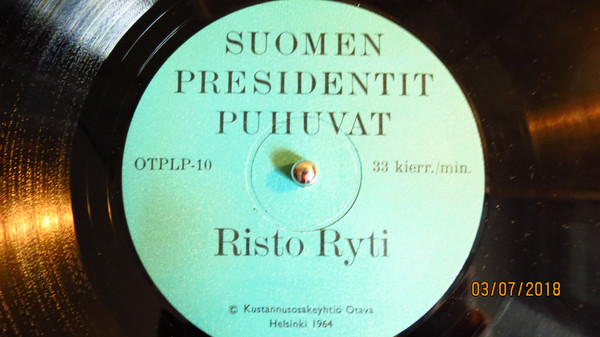 SUOMEN
PRESIDENTIT
PUHUVAT
OTPLP-10 33 kierr./min.
Risto Ryti
© Kustannusosakeyhtiö Otava
Helsinki 1964
03/07/2018